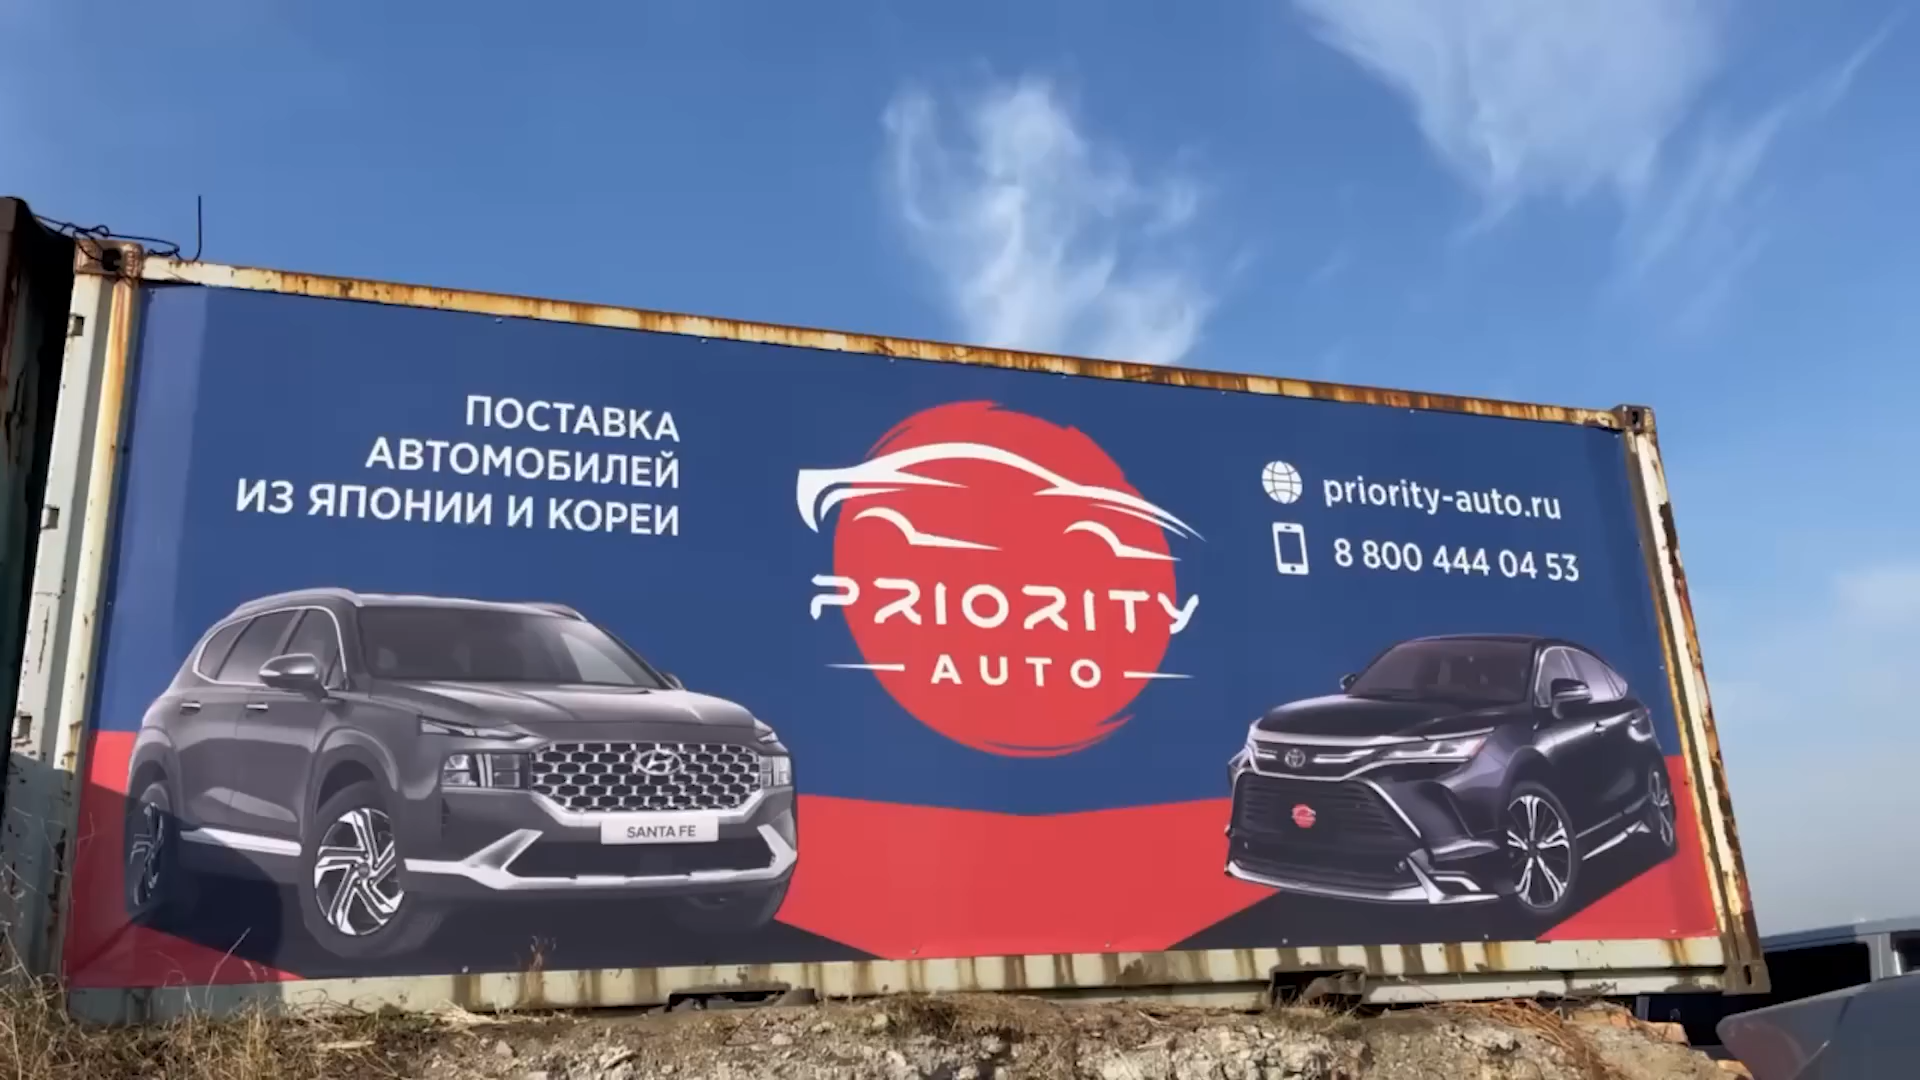 ПОСТАВКА
АВТОМОБИЛЕЙ
ИЗ ЯПОНИИ И КОРЕИ
PRIORITY
AUTO
priority-auto.ru
8 800 444 04 53
SANTA FE